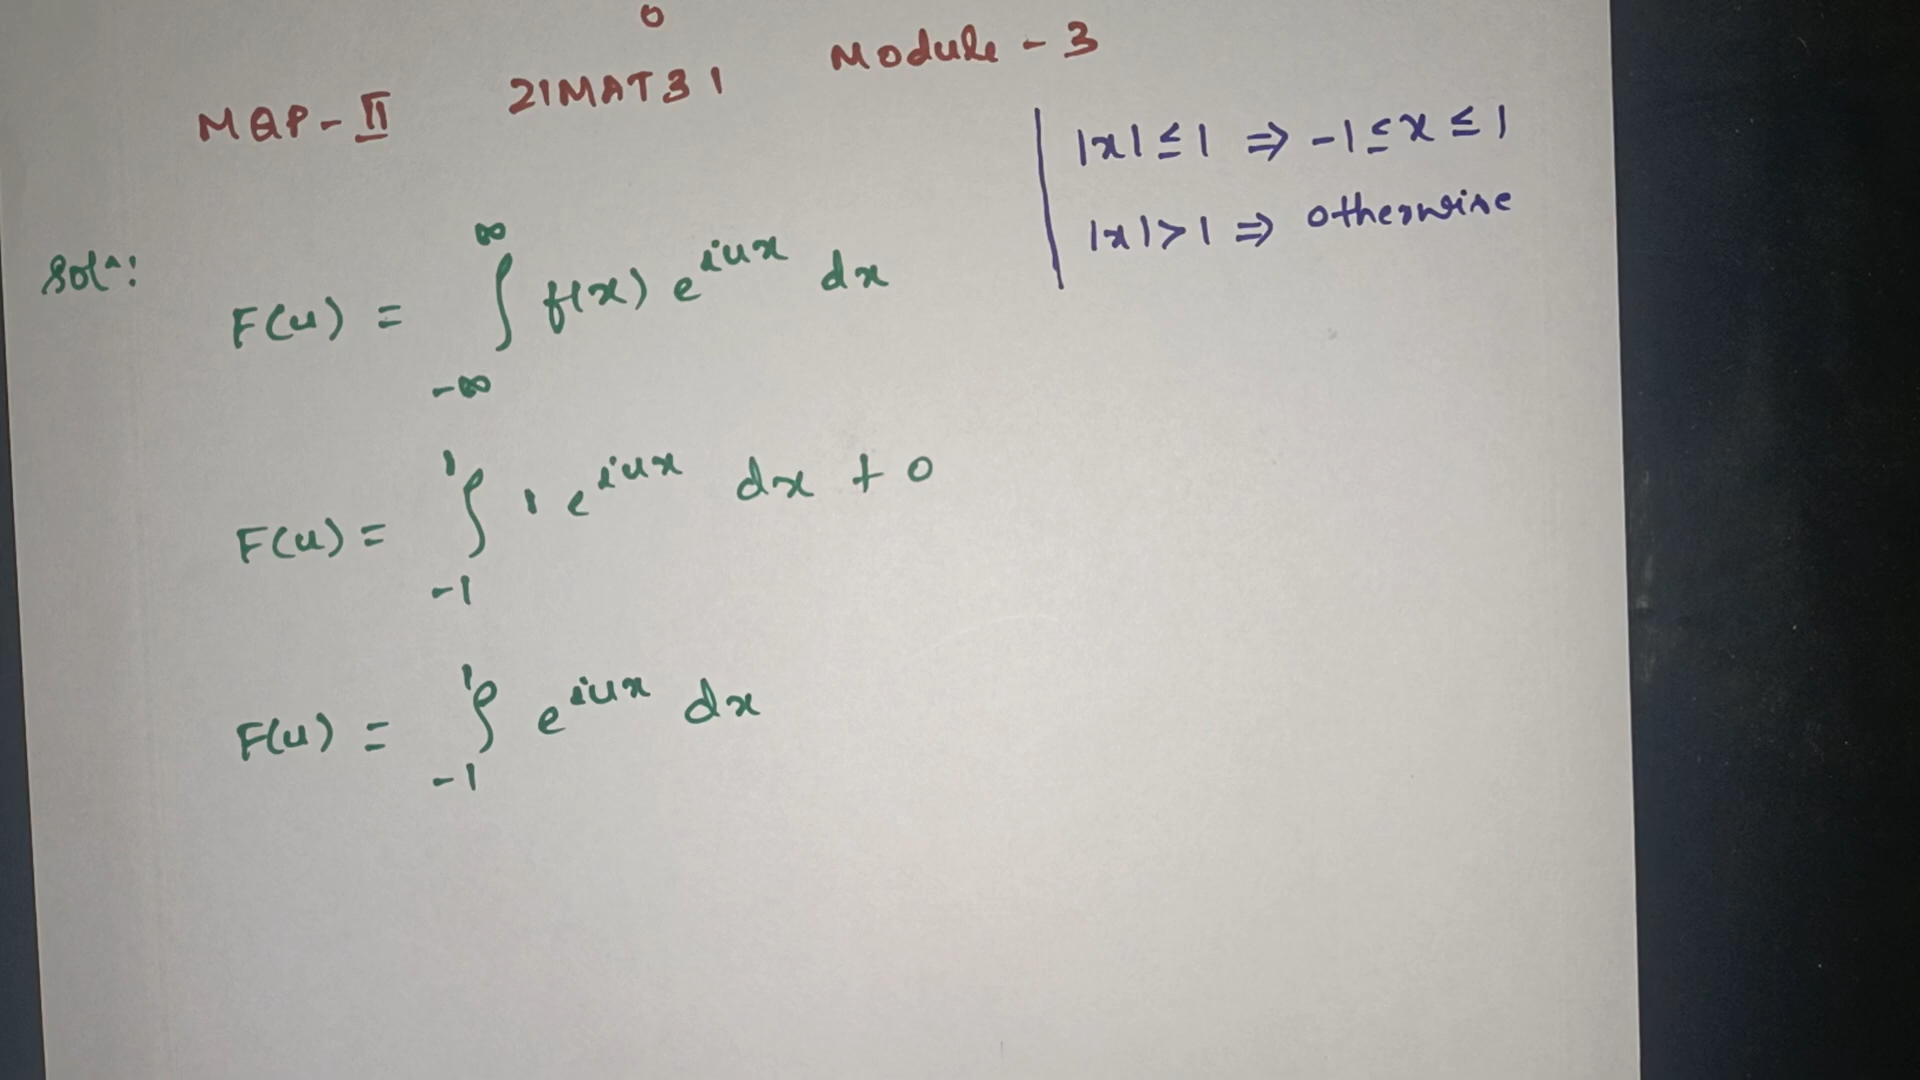 0
MQP-II 21MAT31 Module - 3
|x| ≤ 1 ⇒ -1 ≤ x ≤ 1
|x| > 1 ⇒ otherwise
Solⁿ:
F(u) = ∫_{-∞}^{∞} f(x) e^{iux} dx
F(u) = ∫_{-1}^{1} 1 e^{iux} dx + 0
F(u) = ∫_{-1}^{1} e^{iux} dx